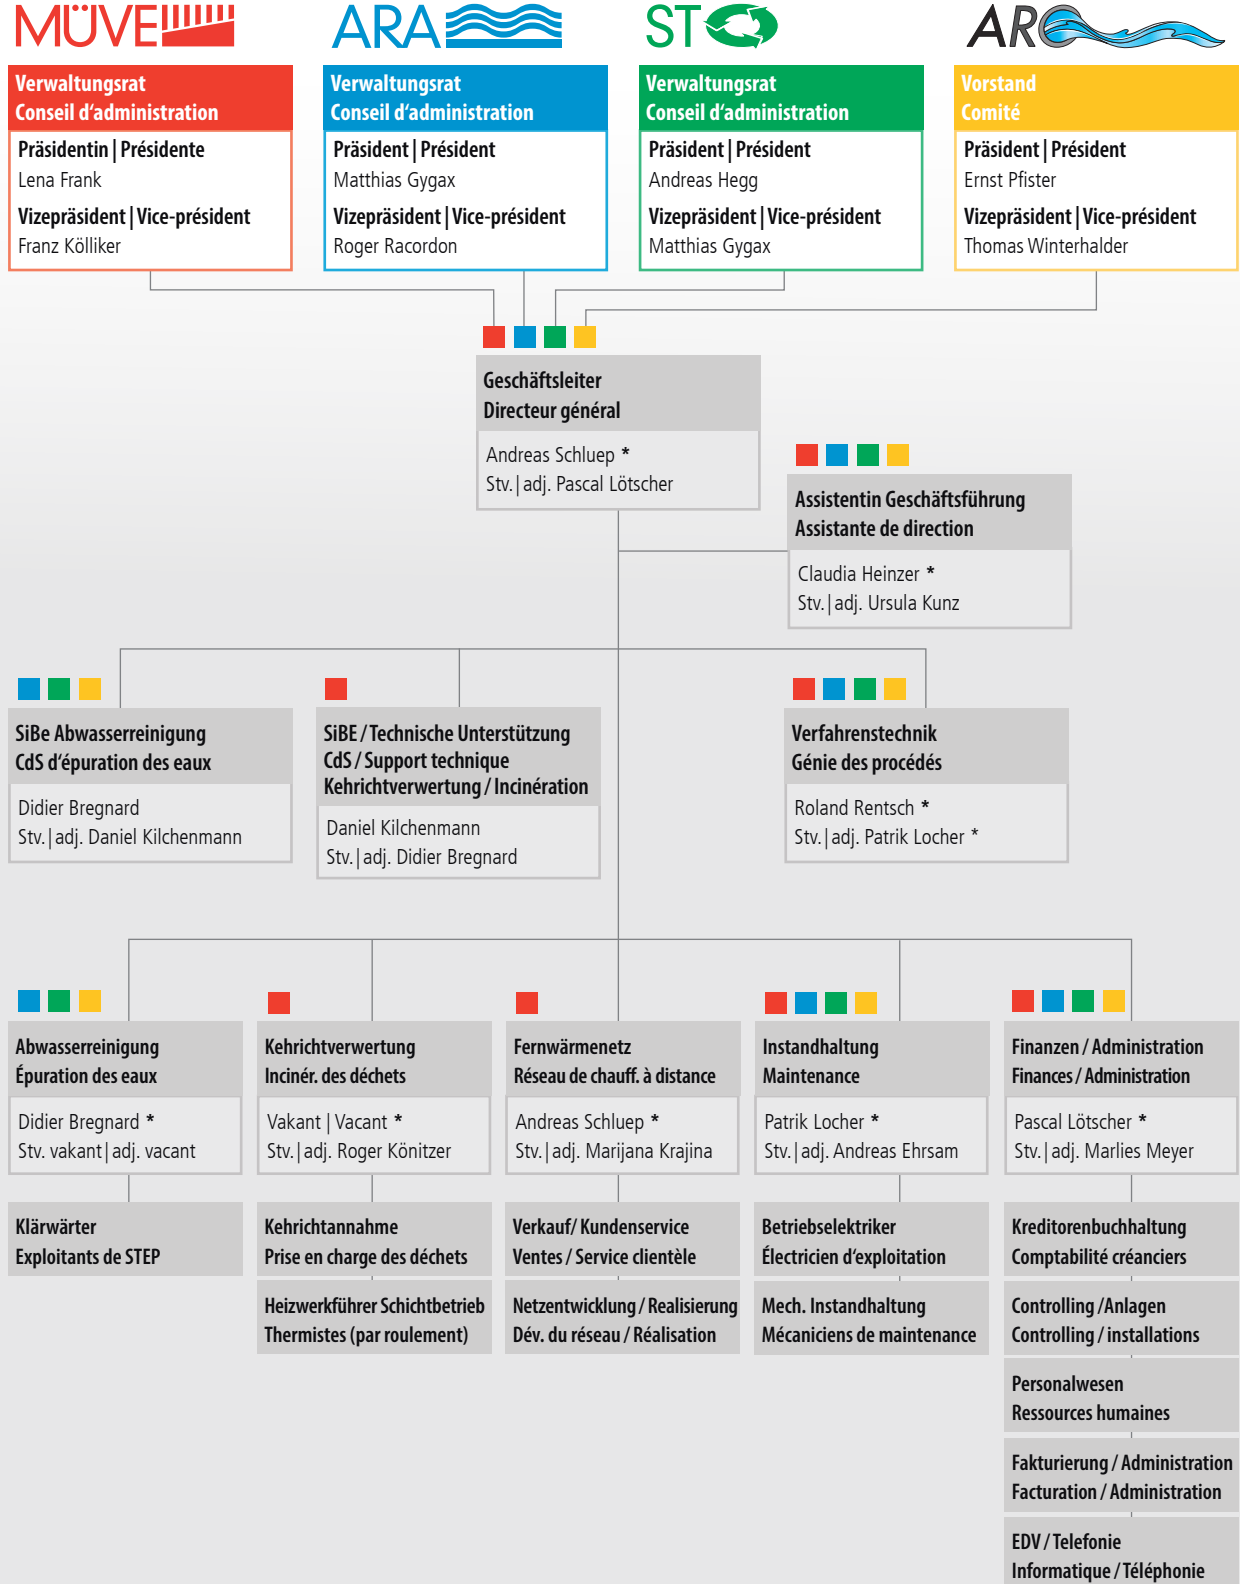 MÜVE
ARA
ST
ARO
Verwaltungsrat
Conseil d‘administration
Präsidentin | Présidente
Lena Frank
Vizepräsident | Vice-président
Franz Kölliker
Verwaltungsrat
Conseil d‘administration
Präsident | Président
Matthias Gygax
Vizepräsident | Vice-président
Roger Racordon
Verwaltungsrat
Conseil d‘administration
Präsident | Président
Andreas Hegg
Vizepräsident | Vice-président
Matthias Gygax
Vorstand
Comité
Präsident | Président
Ernst Pfister
Vizepräsident | Vice-président
Thomas Winterhalder
Geschäftsleiter
Directeur général
Andreas Schluep *
Stv. | adj. Pascal Lötscher
Assistentin Geschäftsführung
Assistante de direction
Claudia Heinzer *
Stv. | adj. Ursula Kunz
SiBe Abwasserreinigung
CdS d‘épuration des eaux
Didier Bregnard
Stv. | adj. Daniel Kilchenmann
SiBE / Technische Unterstützung
CdS / Support technique
Kehrichtverwertung / Incinération
Daniel Kilchenmann
Stv. | adj. Didier Bregnard
Verfahrenstechnik
Génie des procédés
Roland Rentsch *
Stv. | adj. Patrik Locher *
Abwasserreinigung
Épuration des eaux
Didier Bregnard *
Stv. vakant | adj. vacant
Klärwärter
Exploitants de STEP
Kehrichtverwertung
Incinér. des déchets
Vakant | Vacant *
Stv. | adj. Roger Könitzer
Kehrichtannahme
Prise en charge des déchets
Heizwerkführer Schichtbetrieb
Thermistes (par roulement)
Fernwärmenetz
Réseau de chauff. à distance
Andreas Schluep *
Stv. | adj. Marijana Krajina
Verkauf/ Kundenservice
Ventes / Service clientèle
Netzentwicklung / Realisierung
Dév. du réseau / Réalisation
Instandhaltung
Maintenance
Patrik Locher *
Stv. | adj. Andreas Ehrsam
Betriebselektriker
Électricien d‘exploitation
Mech. Instandhaltung
Mécaniciens de maintenance
Finanzen / Administration
Finances / Administration
Pascal Lötscher *
Stv. | adj. Marlies Meyer
Kreditorenbuchhaltung
Comptabilité créanciers
Controlling /Anlagen
Controlling / installations
Personalwesen
Ressources humaines
Fakturierung / Administration
Facturation / Administration
EDV / Telefonie
Informatique / Téléphonie